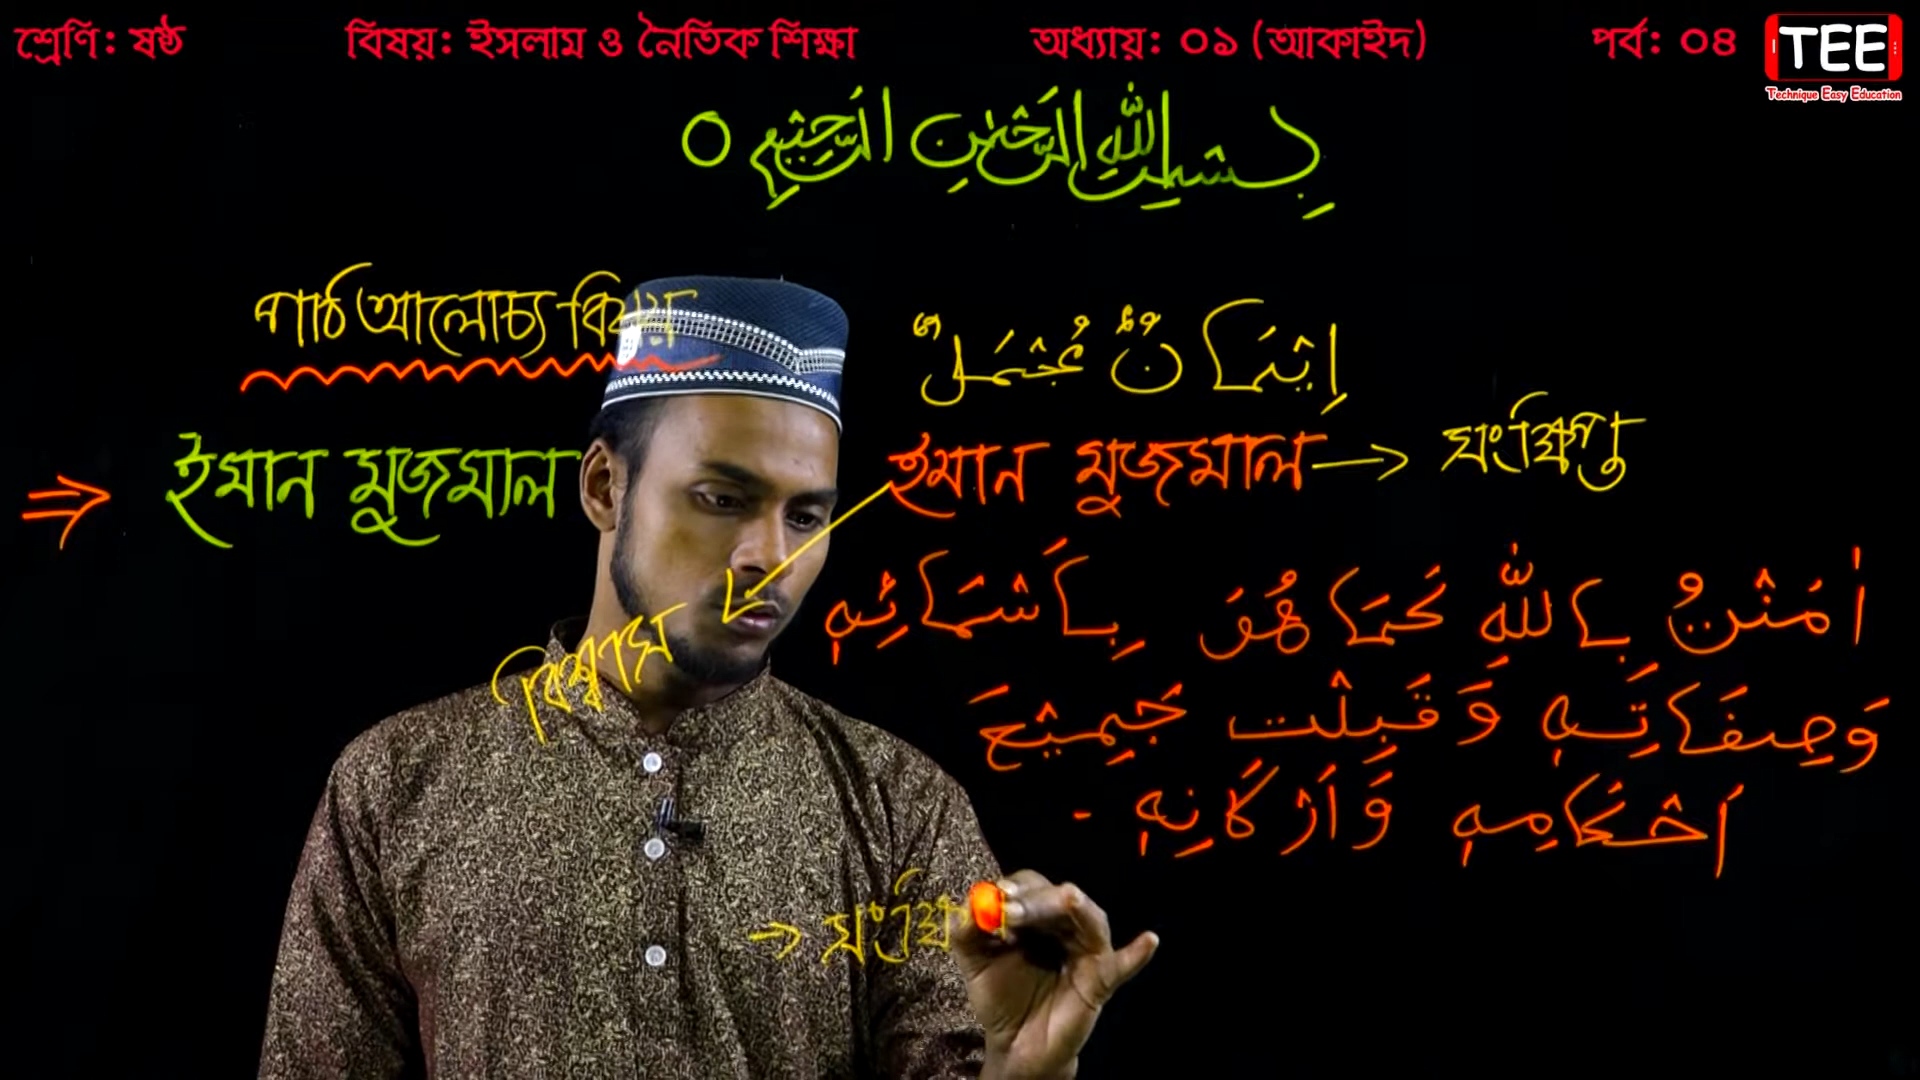 শ্রেণি: ষষ্ঠ বিষয়: ইসলাম ও নৈতিক শিক্ষা অধ্যায়: ০১ (আকাইদ) পর্ব: ০৪
TEE
Technique Easy Education
بِسْمِ اللّٰهِ الرَّحْمٰنِ الرَّحِيْمِ ○
পাঠ আলোচ্য বিষয়
اِيْمَانٌ مُجْمَلٌ
⇒ ইমান মুজমাল
ইমান মুজমাল → সংক্ষিপ্ত
বিশ্বাস
اٰمَنْتُ بِاللّٰهِ كَمَا هُوَ بِاَسْمَائِهٖ
وَصِفَاتِهٖ وَقَبِلْتُ جَمِيْعَ
اَحْكَامِهٖ وَاَرْكَانِهٖ -
→ সংক্ষি